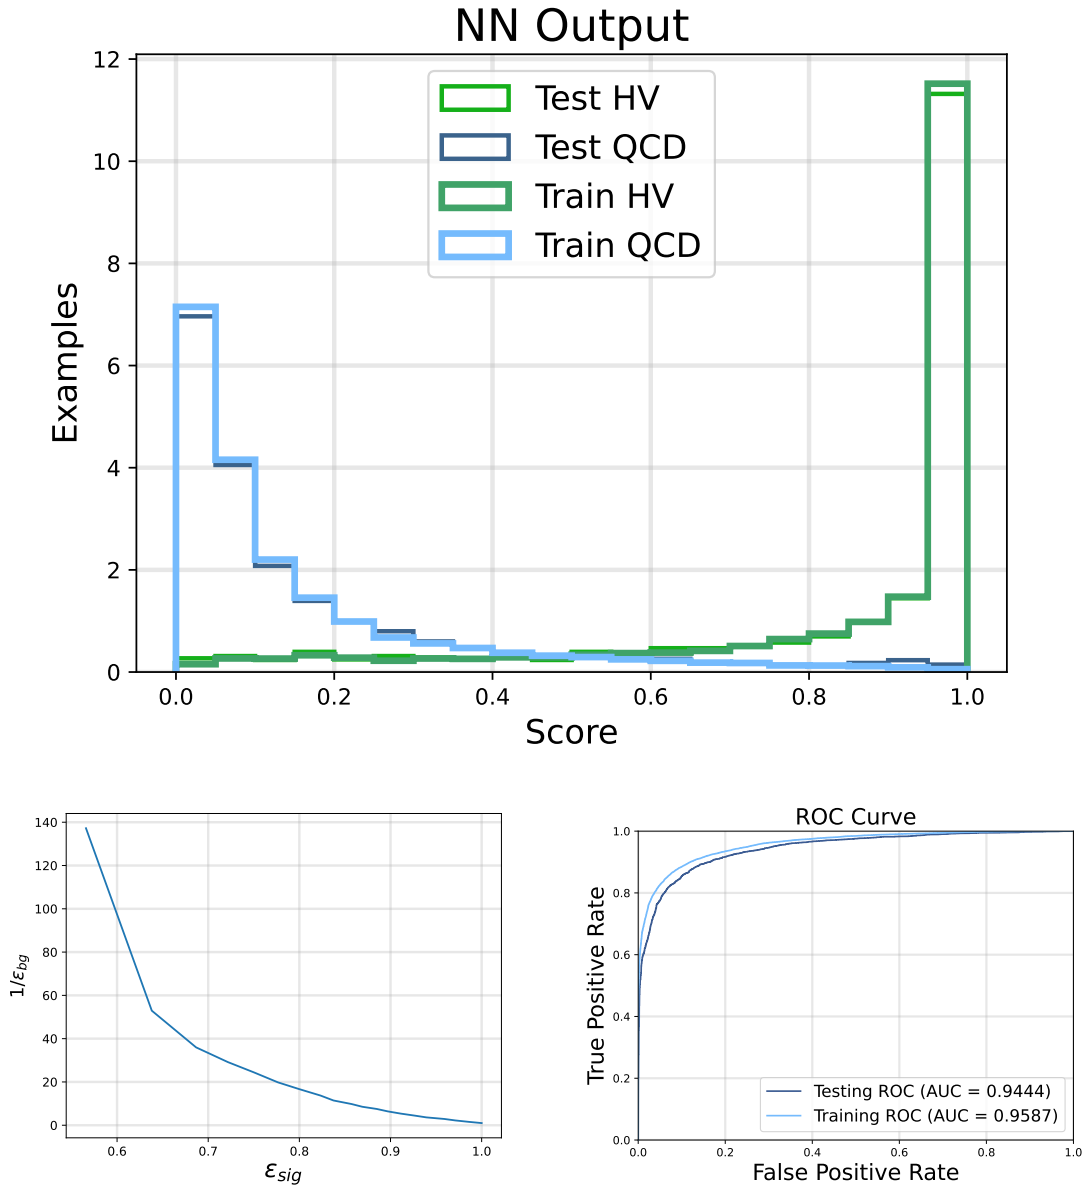 NN Output
12
10
8
6
4
2
0
Examples
Test HV
Test QCD
Train HV
Train QCD
0.0 0.2 0.4 0.6 0.8 1.0
Score
140
120
100
80
60
40
20
0
1/ε_bg
0.6 0.7 0.8 0.9 1.0
ε_sig
ROC Curve
1.0
0.8
0.6
0.4
0.2
0.0
True Positive Rate
Testing ROC (AUC = 0.9444)
Training ROC (AUC = 0.9587)
0.0 0.2 0.4 0.6 0.8 1.0
False Positive Rate